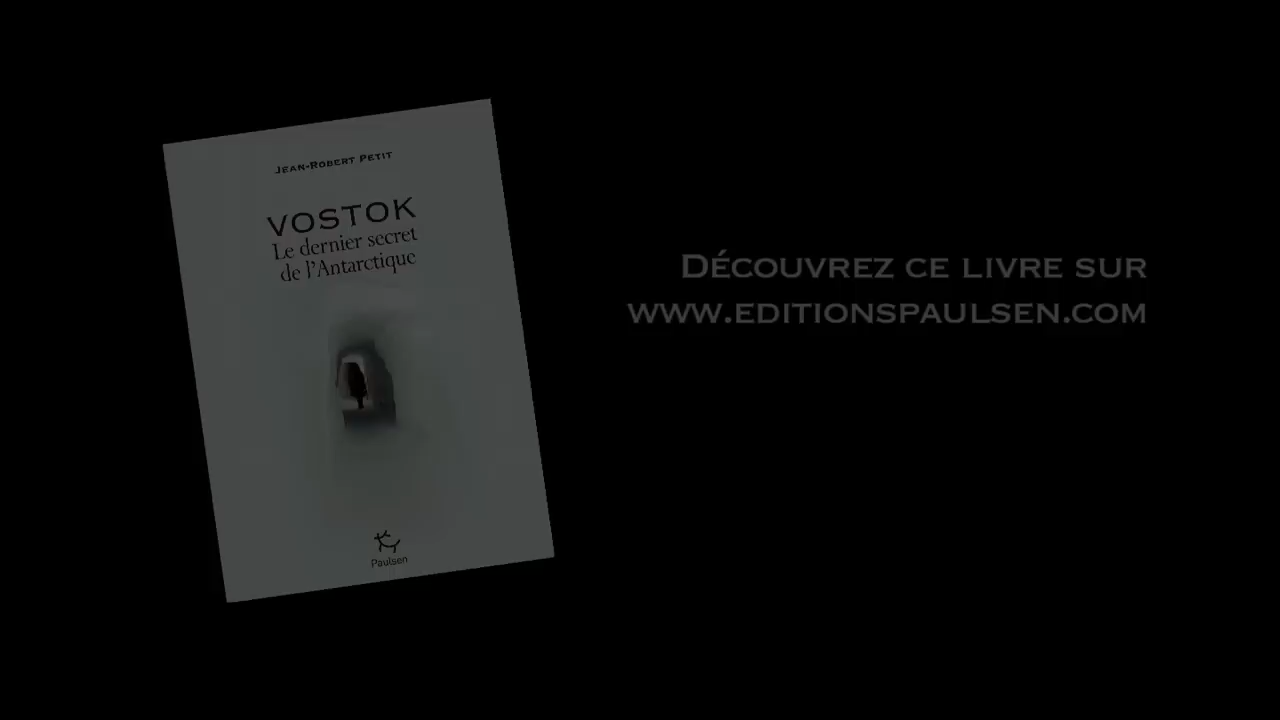 Jean-Robert Petit
VOSTOK
Le dernier secret
de l'Antarctique
Paulsen
Découvrez ce livre sur
www.editionspaulsen.com